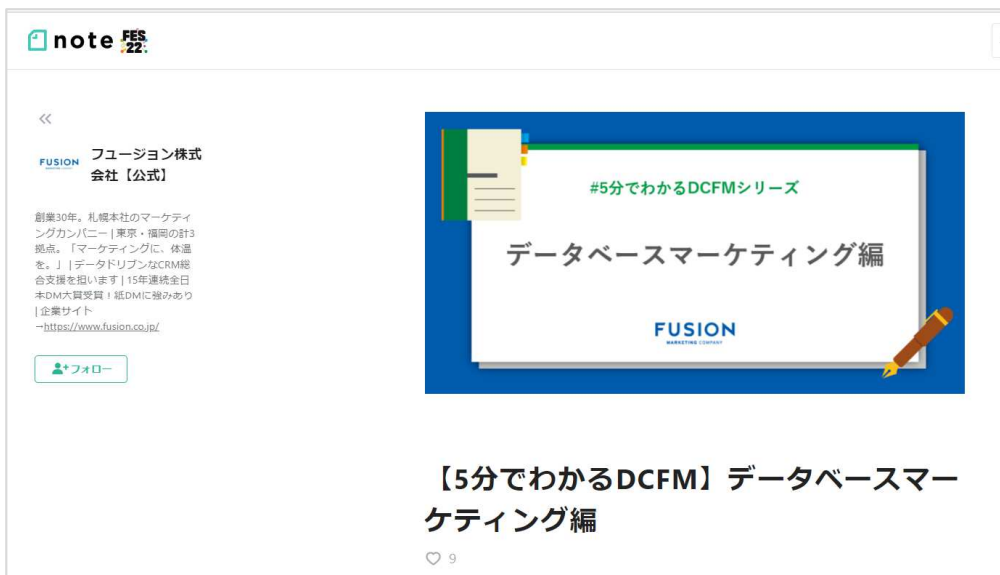 note FES 22
フュージョン株式
会社【公式】
創業30年。札幌本社のマーケティ
ングカンパニー | 東京・福岡の計3
拠点。「マーケティングに、体温
を。」| データドリブンなCRM総
合支援を担います | 15年連続全日
本DM大賞受賞！紙DMに強みあり
| 企業サイト
→https://www.fusion.co.jp/
フォロー
FUSION
MARKETING COMPANY
#5分でわかるDCFMシリーズ
データベースマーケティング編
FUSION
MARKETING COMPANY
【5分でわかるDCFM】データベースマー
ケティング編
9